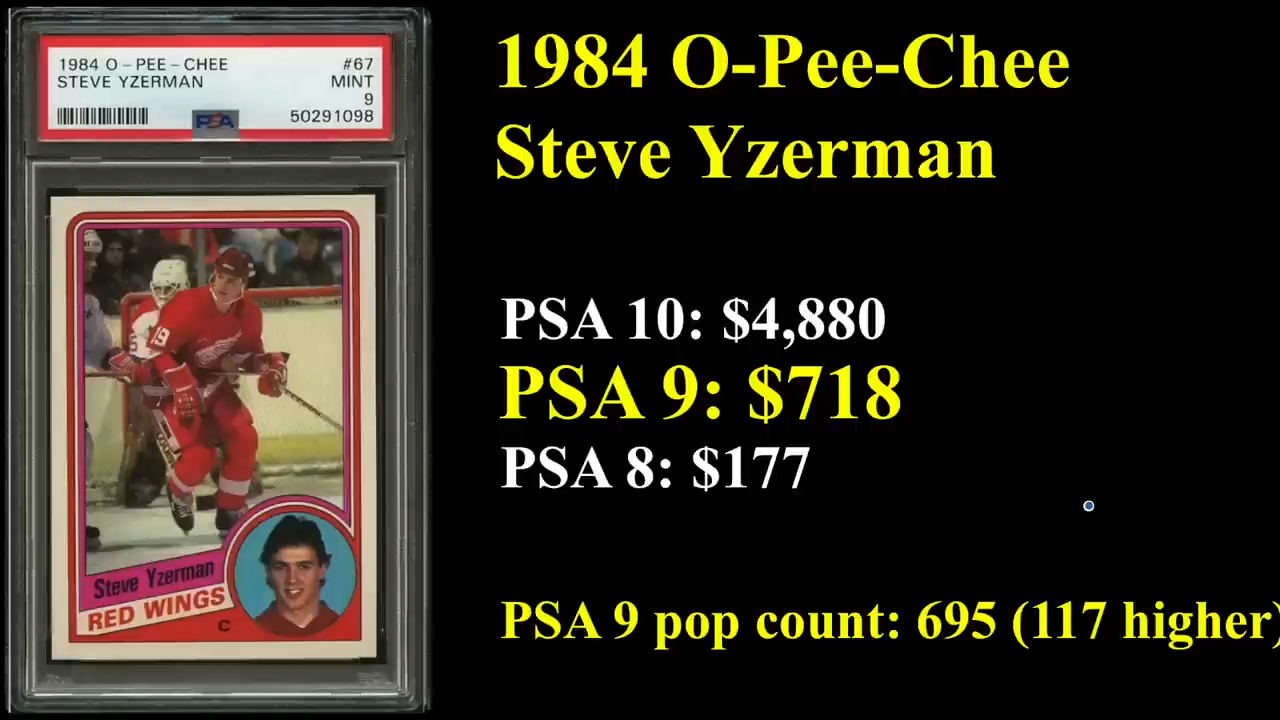 1984 O-PEE-CHEE #67
STEVE YZERMAN MINT
9
PSA 50291098
19
Steve Yzerman
RED WINGS
C
1984 O-Pee-Chee
Steve Yzerman
PSA 10: $4,880
PSA 9: $718
PSA 8: $177
PSA 9 pop count: 695 (117 higher)